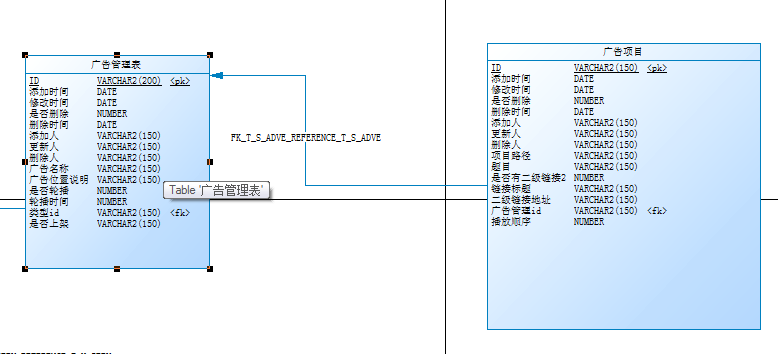 广告管理表
ID VARCHAR2(200) <pk>
添加时间 DATE
修改时间 DATE
是否删除 NUMBER
删除时间 DATE
添加人 VARCHAR2(150)
更新人 VARCHAR2(150)
删除人 VARCHAR2(150)
广告名称 VARCHAR2(150)
广告位置说明 VARCHAR2(150)
是否轮播 NUMBER
轮播时间 NUMBER
类型id VARCHAR2(150) <fk>
是否上架 VARCHAR2(150)
Table '广告管理表'
FK_T_S_ADVE_REFERENCE_T_S_ADVE
广告项目
ID VARCHAR2(150) <pk>
添加时间 DATE
修改时间 DATE
是否删除 NUMBER
删除时间 DATE
添加人 VARCHAR2(150)
更新人 VARCHAR2(150)
删除人 VARCHAR2(150)
项目路径 VARCHAR2(150)
题目 VARCHAR2(150)
是否有二级链接2 NUMBER
链接标题 VARCHAR2(150)
二级链接地址 VARCHAR2(150)
广告管理id VARCHAR2(150) <fk>
播放顺序 NUMBER